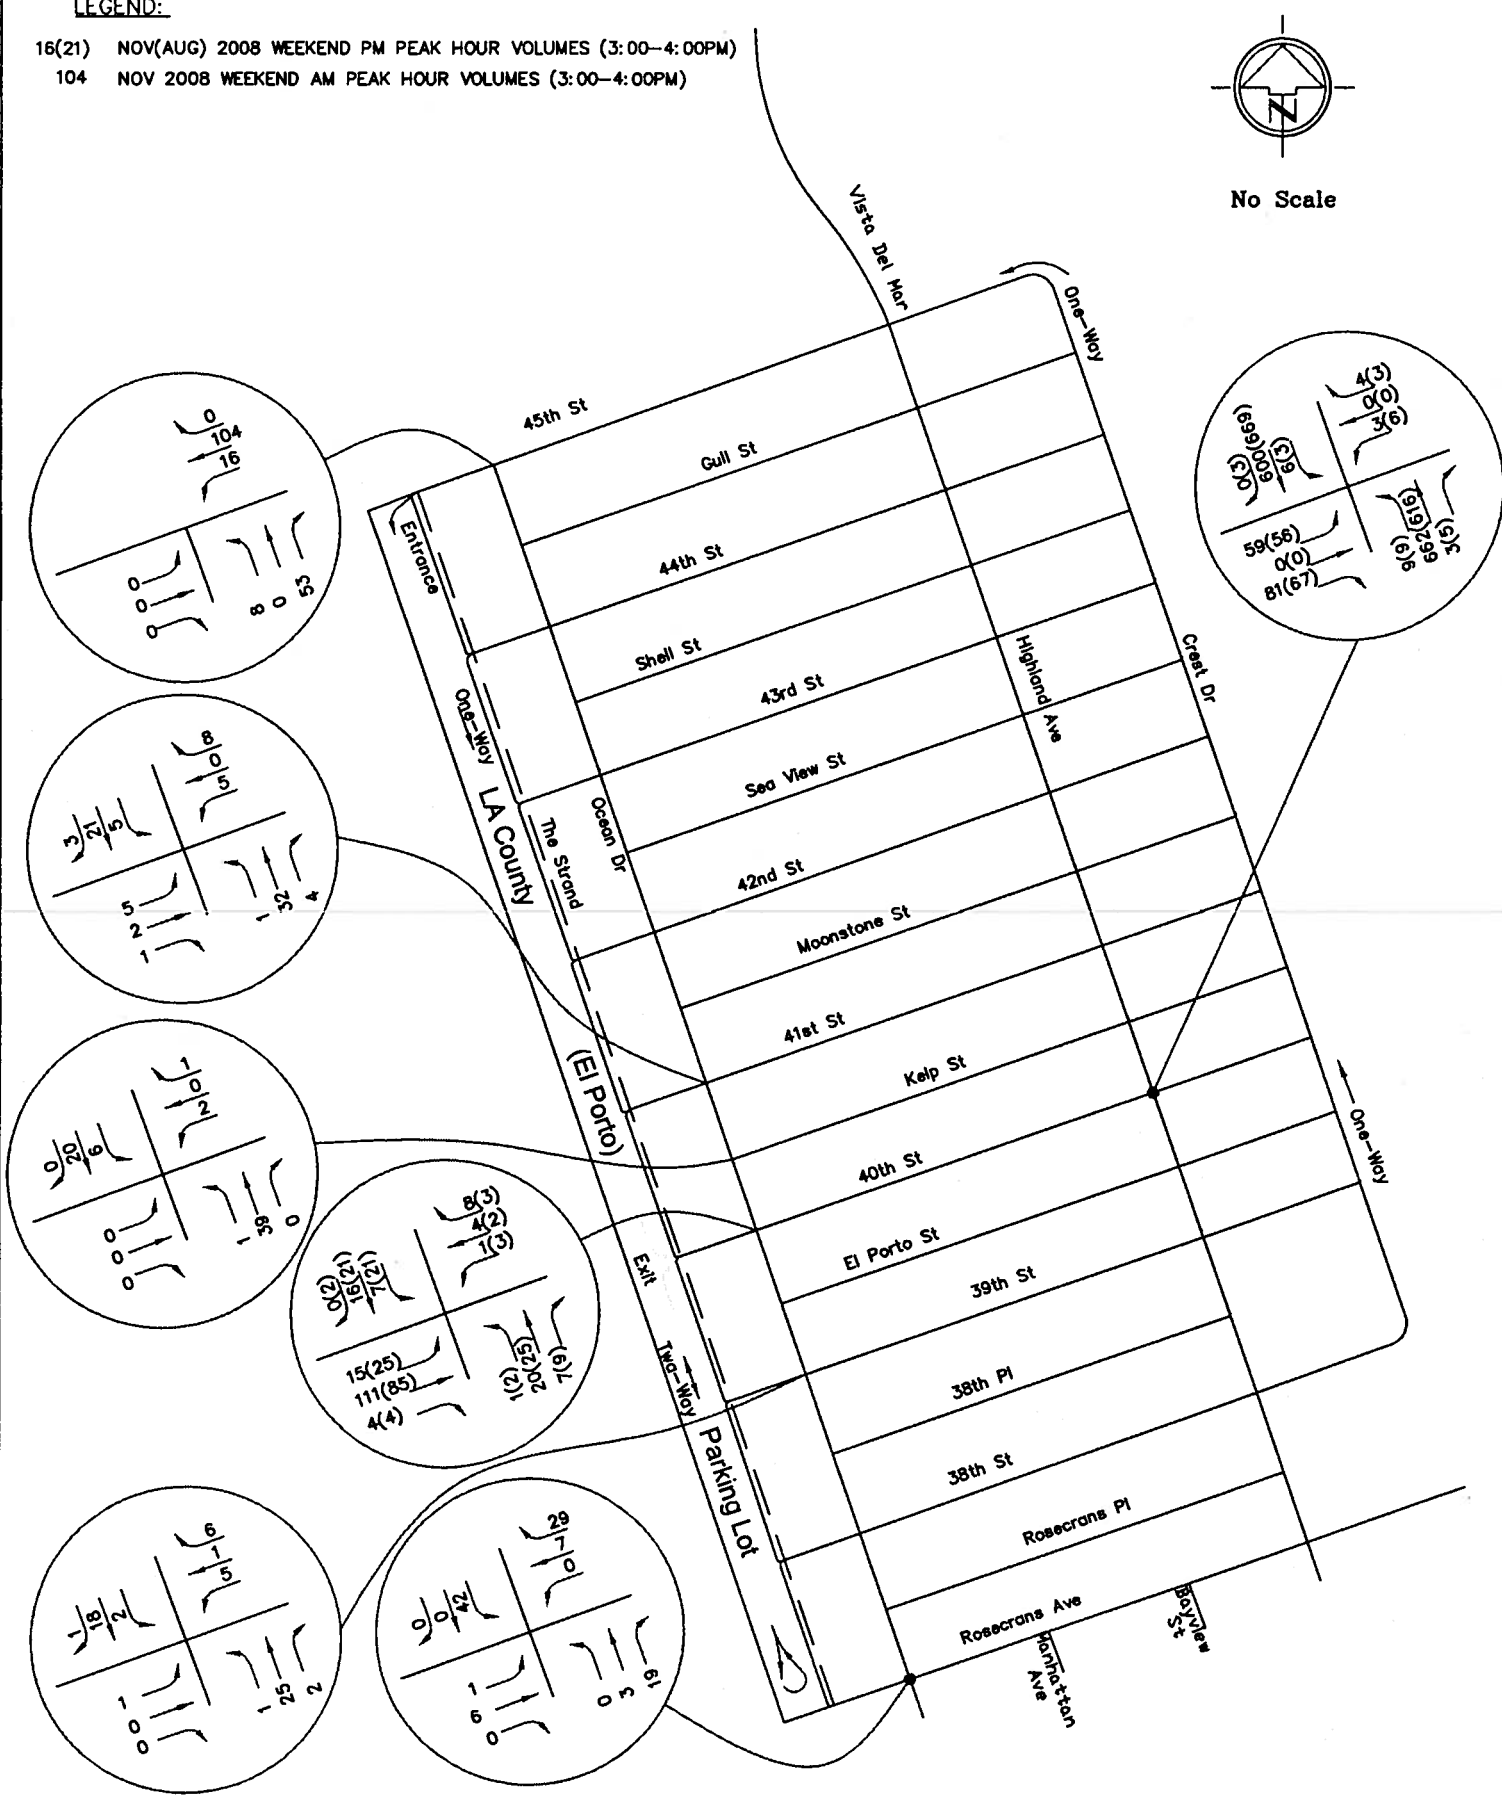 LEGEND:
16(21) NOV(AUG) 2008 WEEKEND PM PEAK HOUR VOLUMES (3:00-4:00PM)
104 NOV 2008 WEEKEND AM PEAK HOUR VOLUMES (3:00-4:00PM)
N
No Scale
Vista Del Mar
One-Way
45th St
Gull St
44th St
Shell St
43rd St
Sea View St
42nd St
Moonstone St
41st St
Kelp St
40th St
El Porto St
39th St
38th Pl
38th St
Rosecrans Pl
Rosecrans Ave
Manhattan
Ave
Bayview
St
Highland Ave
Crest Dr
One-Way
Ocean Dr
The Strand
Entrance
One-Way
LA County
(El Porto)
Exit
Two-Way
Parking Lot
0
104
16
0
0
0
8
0
53
8
0
5
3
21
5
5
2
1
1
32
4
1
0
2
0
20
6
0
0
0
1
39
0
8(3)
4(2)
1(3)
0(2)
16(21)
7(21)
15(25)
111(85)
4(4)
1(2)
20(25)
7(9)
6
1
5
1
18
2
1
0
0
1
25
2
29
7
0
0
0
42
1
6
0
0
3
19
4(3)
0(0)
3(6)
0(3)
600(669)
6(3)
59(56)
0(0)
81(67)
9(9)
662(616)
3(5)